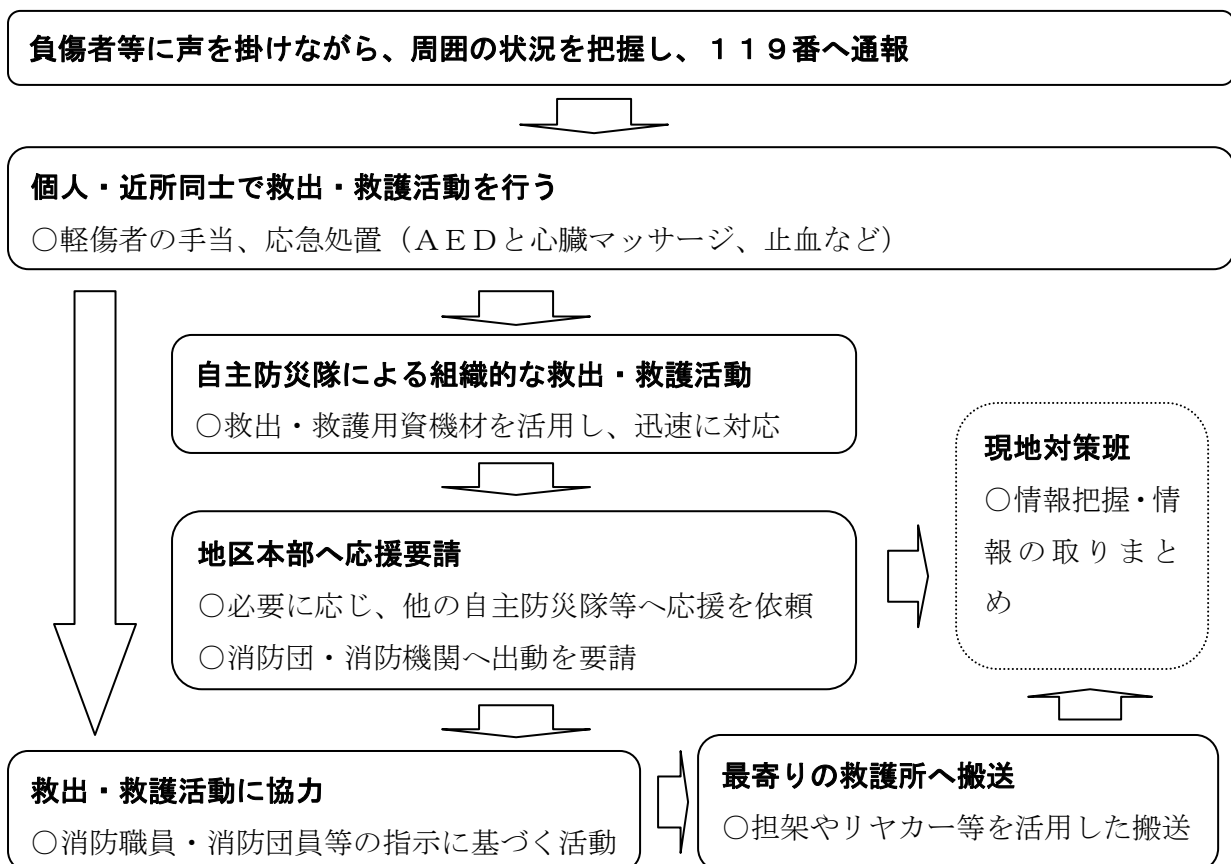 負傷者等に声を掛けながら、周囲の状況を把握し、１１９番へ通報
個人・近所同士で救出・救護活動を行う
○軽傷者の手当、応急処置（ＡＥＤと心臓マッサージ、止血など）
自主防災隊による組織的な救出・救護活動
○救出・救護用資機材を活用し、迅速に対応
地区本部へ応援要請
○必要に応じ、他の自主防災隊等へ応援を依頼
○消防団・消防機関へ出動を要請
現地対策班
○情報把握・情
報の取りまと
め
救出・救護活動に協力
○消防職員・消防団員等の指示に基づく活動
最寄りの救護所へ搬送
○担架やリヤカー等を活用した搬送